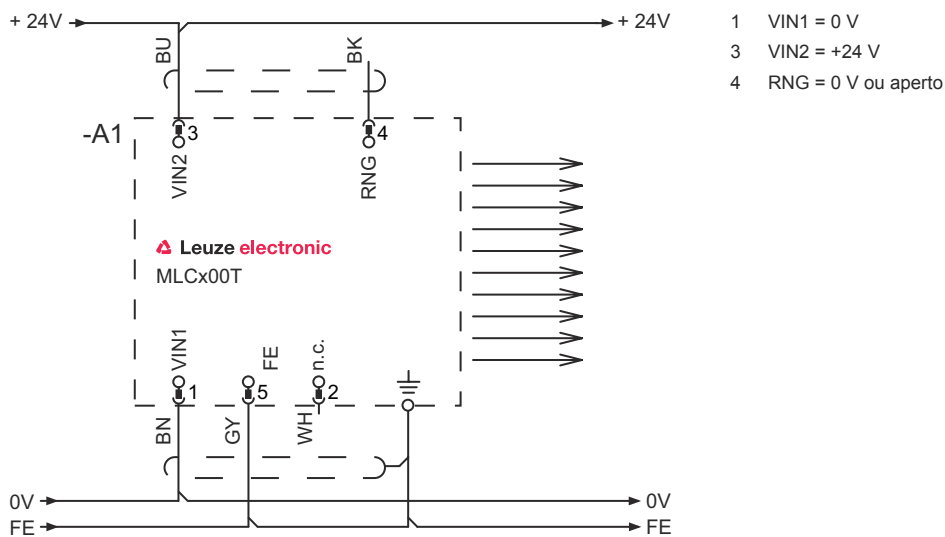 + 24V + 24V
1 VIN1 = 0 V
3 VIN2 = +24 V
4 RNG = 0 V ou aperto
BU BK
-A1
3 4
VIN2 RNG
Leuze electronic
MLCx00T
VIN1 FE n.c.
1 5 2
BN GY WH
0V 0V
FE FE